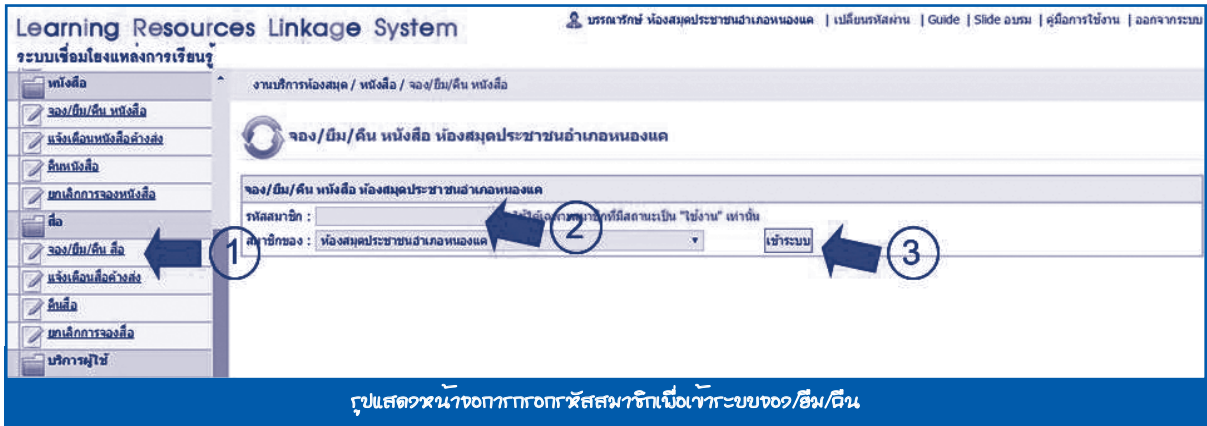 Learning Resources Linkage System
บรรณารักษ์ ห้องสมุดประชาชนอำเภอหนองแค | เปลี่ยนรหัสผ่าน | Guide | Slide อบรม | คู่มือการใช้งาน | ออกจากระบบ
ระบบเชื่อมโยงแหล่งการเรียนรู้
หนังสือ
จอง/ยืม/คืน หนังสือ
แจ้งเตือนหนังสือค้างส่ง
คืนหนังสือ
ยกเลิกการจองหนังสือ
สื่อ
จอง/ยืม/คืน สื่อ
แจ้งเตือนสื่อค้างส่ง
คืนสื่อ
ยกเลิกการจองสื่อ
บริการผู้ใช้
งานบริการห้องสมุด / หนังสือ / จอง/ยืม/คืน หนังสือ
จอง/ยืม/คืน หนังสือ ห้องสมุดประชาชนอำเภอหนองแค
จอง/ยืม/คืน หนังสือ ห้องสมุดประชาชนอำเภอหนองแค
รหัสสมาชิก : สมาชิกที่มีสถานะเป็น "ใช้งาน" เท่านั้น
สมาชิกของ : ห้องสมุดประชาชนอำเภอหนองแค
เข้าระบบ
1
2
3
รูปแสดงหน้าจอการกรอกรหัสสมาชิกเพื่อเข้าระบบจอง/ยืม/คืน